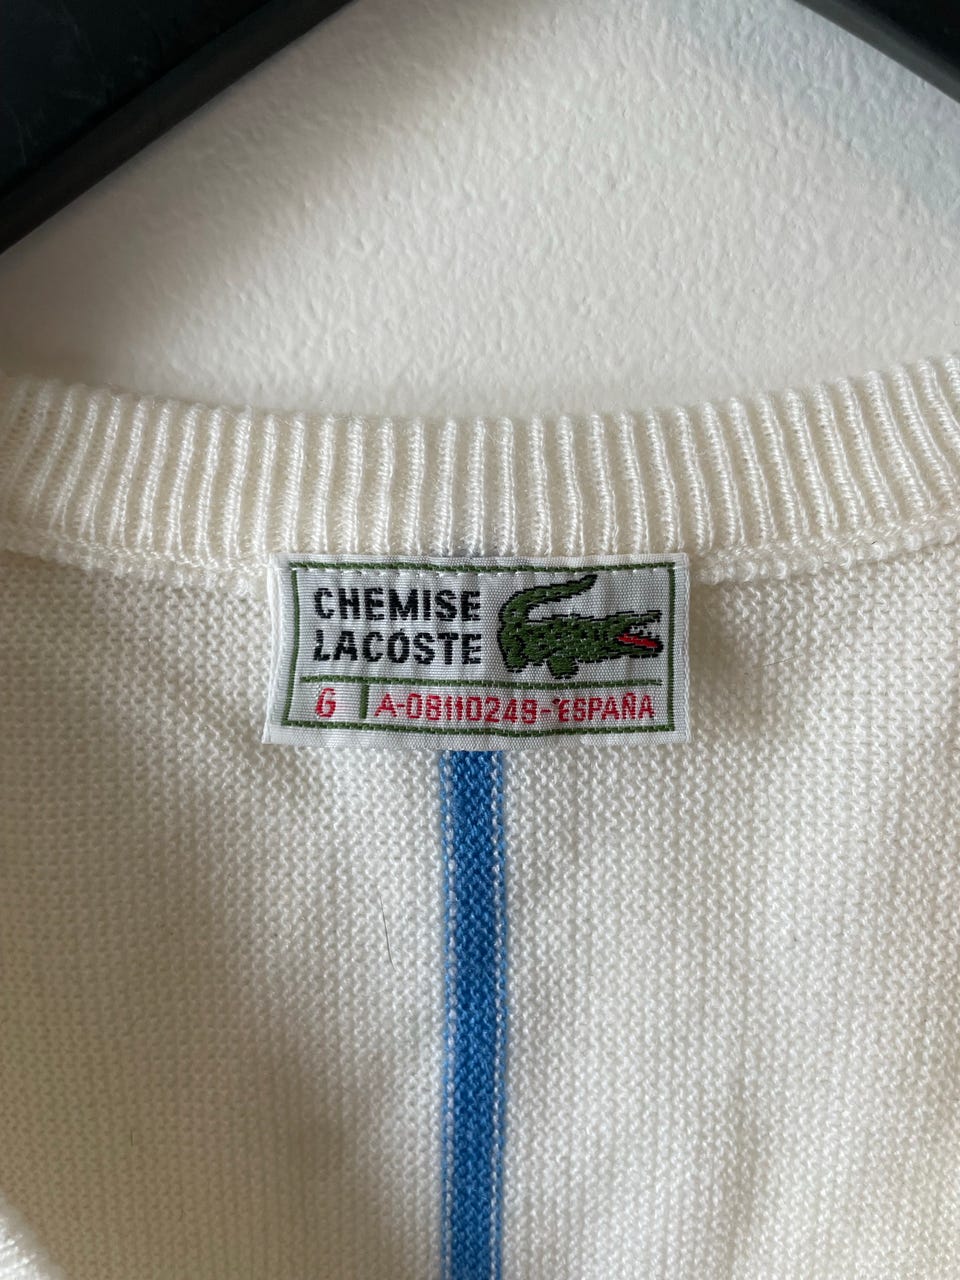 CHEMISE
LACOSTE
6 A-08110249-ESPAÑA